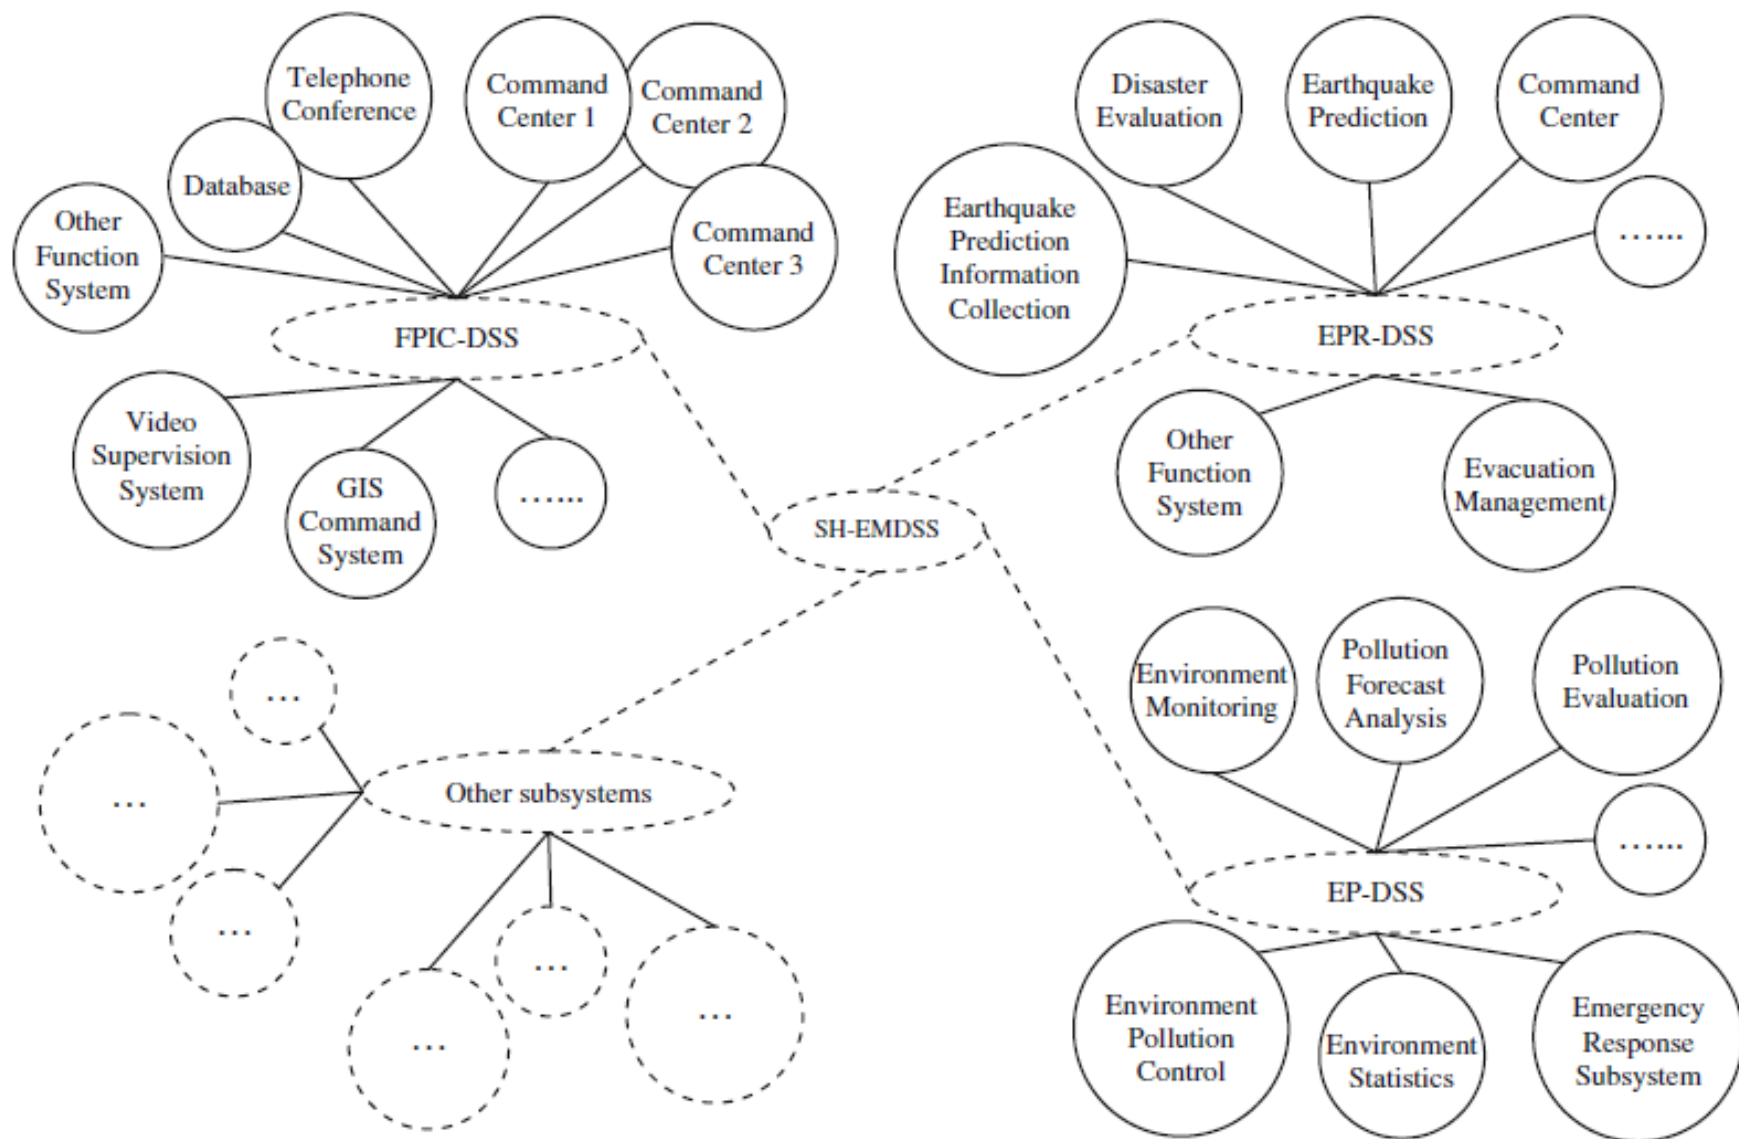 Telephone
Conference
Command
Center 1
Command
Center 2
Database
Other
Function
System
Command
Center 3
FPIC-DSS
Video
Supervision
System
GIS
Command
System
…...
Disaster
Evaluation
Earthquake
Prediction
Command
Center
Earthquake
Prediction
Information
Collection
…...
EPR-DSS
Other
Function
System
Evacuation
Management
SH-EMDSS
…
…
…
Other subsystems
…
…
…
Environment
Monitoring
Pollution
Forecast
Analysis
Pollution
Evaluation
…...
EP-DSS
Environment
Pollution
Control
Environment
Statistics
Emergency
Response
Subsystem